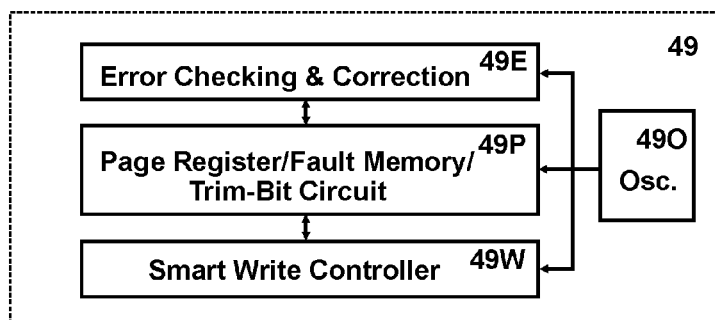 49
49E
Error Checking & Correction
49P
Page Register/Fault Memory/
Trim-Bit Circuit
49O
Osc.
49W
Smart Write Controller